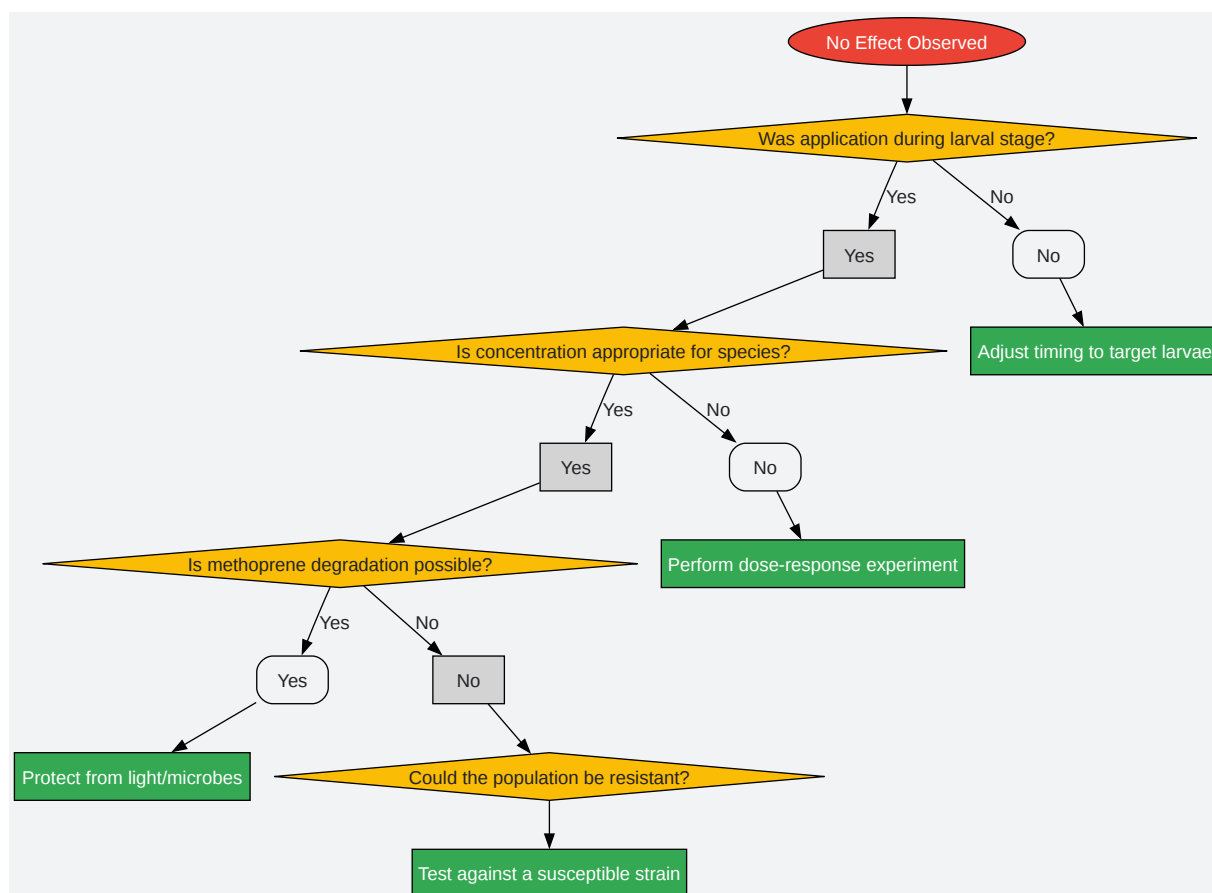 No Effect Observed
Was application during larval stage?
Yes
No
Yes
No
Is concentration appropriate for species?
Adjust timing to target larvae
Yes
No
Yes
No
Is methoprene degradation possible?
Perform dose-response experiment
Yes
No
Yes
No
Protect from light/microbes
Could the population be resistant?
Test against a susceptible strain